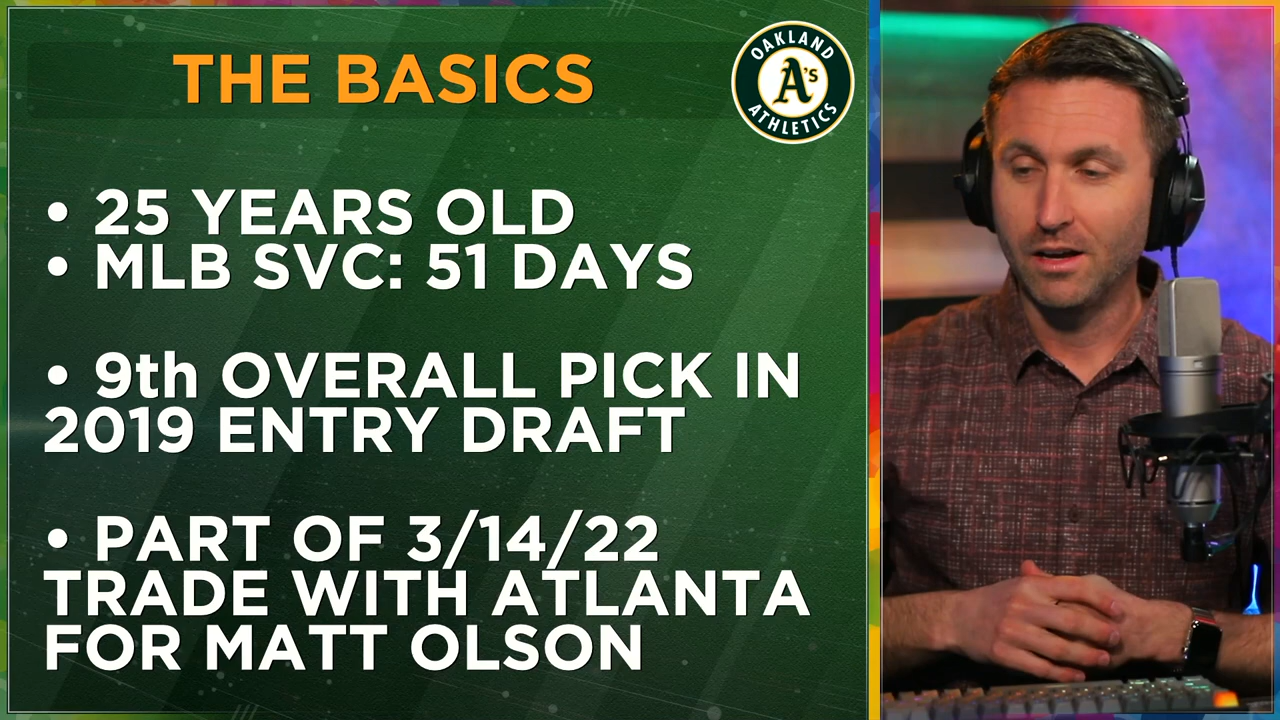 THE BASICS
OAKLAND
A's
ATHLETICS
• 25 YEARS OLD
• MLB SVC: 51 DAYS
• 9th OVERALL PICK IN
2019 ENTRY DRAFT
• PART OF 3/14/22
TRADE WITH ATLANTA
FOR MATT OLSON